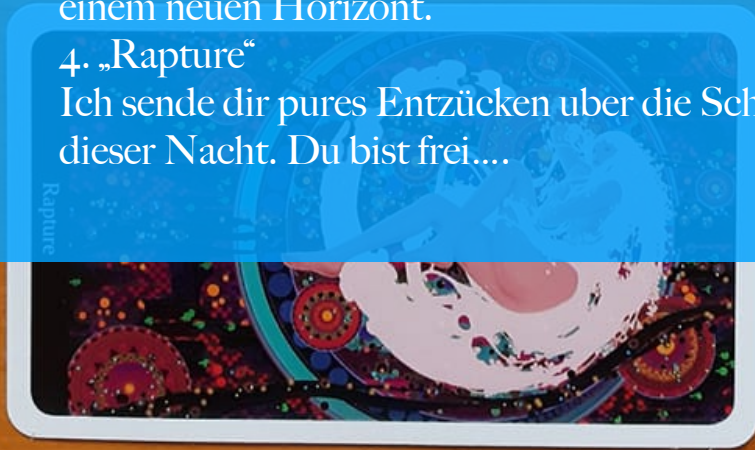 einem neuen Horizont.
4. „Rapture“
Ich sende dir pures Entzücken uber die
dieser Nacht. Du bist frei....
Rapture